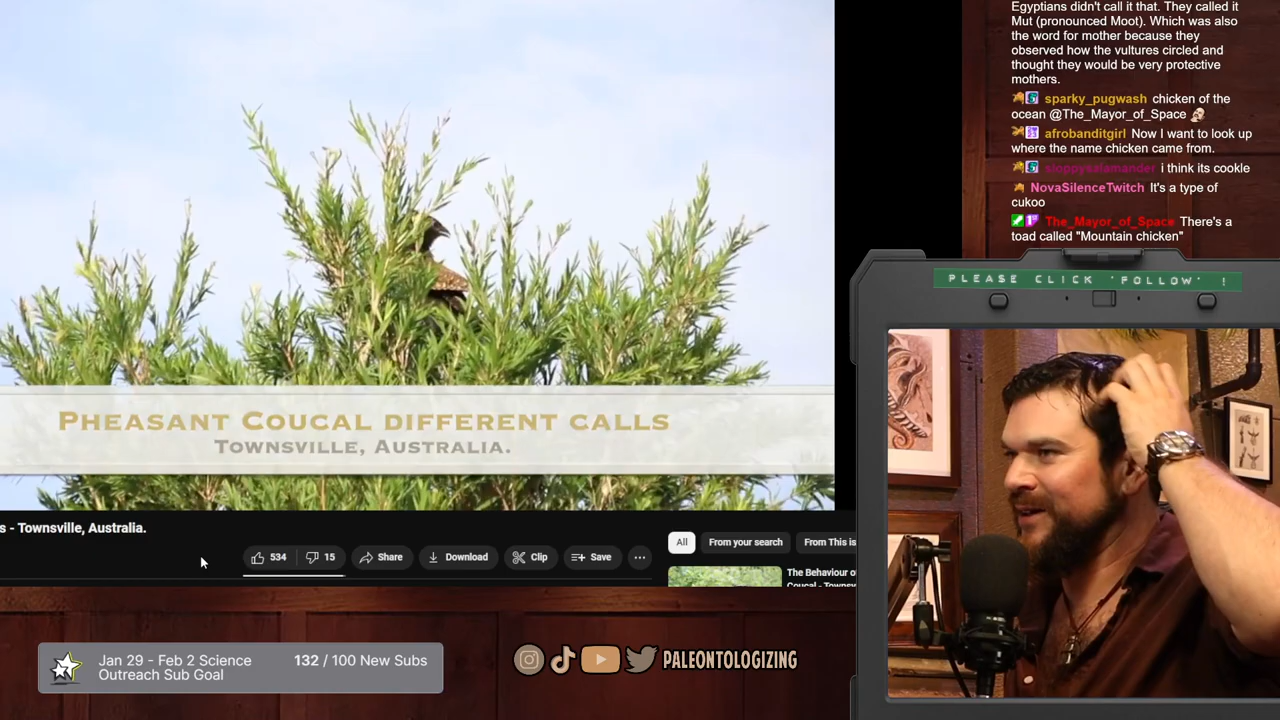 Egyptians didn't call it that. They called it
Mut (pronounced Moot). Which was also
the word for mother because they
observed how the vultures circled and
thought they would be very protective
mothers.
sparky_pugwash chicken of the
ocean @The_Mayor_of_Space
afrobanditgirl Now I want to look up
where the name chicken came from.
sloppysalamander i think its cookle
NovaSilenceTwitch It's a type of
cukoo
The_Mayor_of_Space There's a
toad called "Mountain chicken"
PLEASE CLICK 'FOLLOW' !
PHEASANT COUCAL DIFFERENT CALLS
TOWNSVILLE, AUSTRALIA.
s - Townsville, Australia.
534
15
Share
Download
Clip
Save
All
From your search
From This is
The Behaviour o
Coucal - Townsv
Jan 29 - Feb 2 Science
Outreach Sub Goal
132 / 100 New Subs
PALEONTOLOGIZING